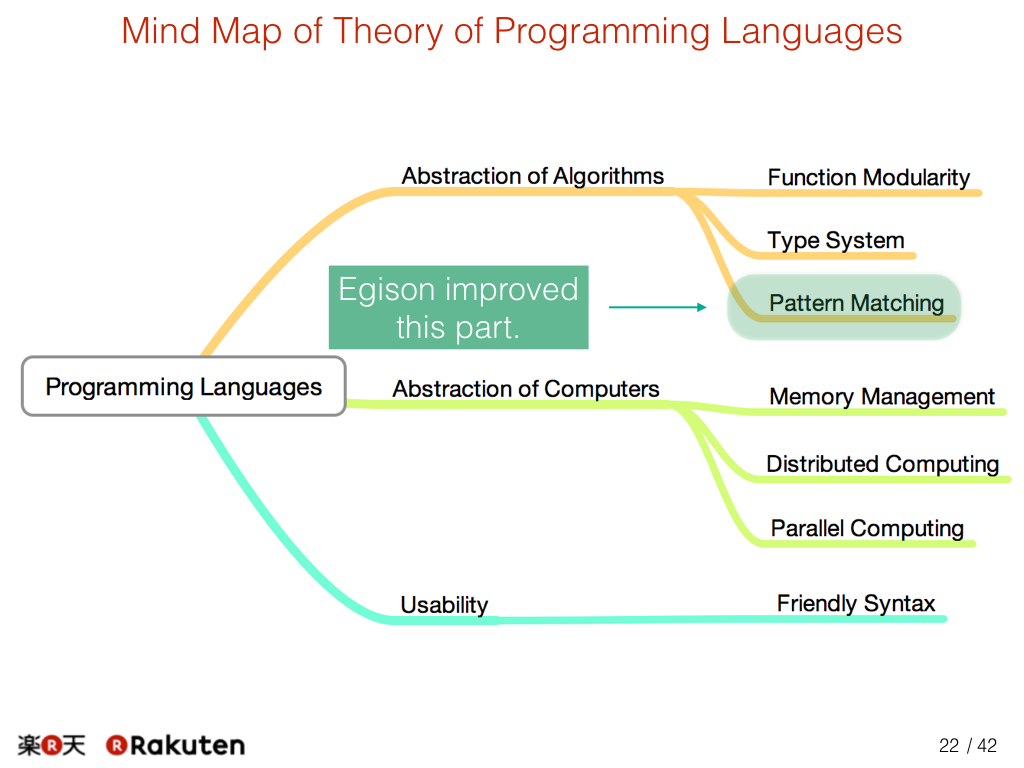 Mind Map of Theory of Programming Languages
Abstraction of Algorithms
Function Modularity
Type System
Egison improved
this part.
Pattern Matching
Programming Languages
Abstraction of Computers
Memory Management
Distributed Computing
Parallel Computing
Usability
Friendly Syntax
楽R天 R Rakuten
22 / 42